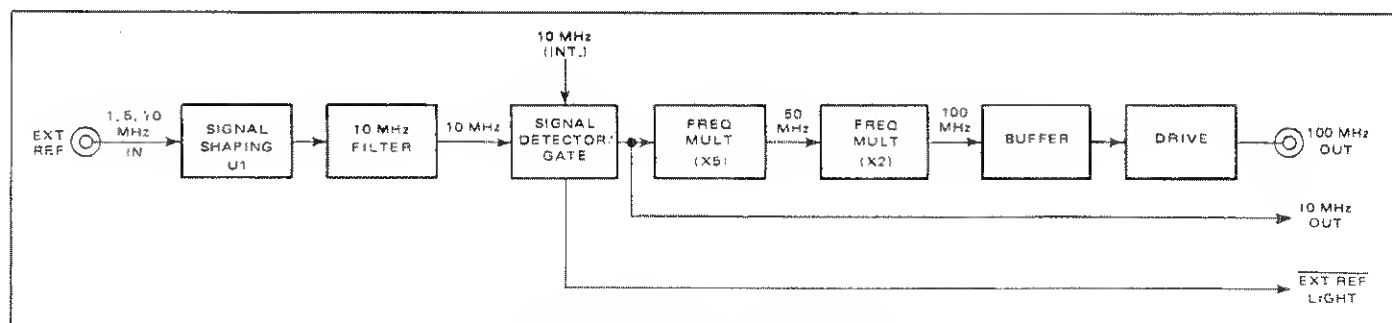 10 MHz
(INT.)
EXT
REF
1, 5, 10
MHz
IN
SIGNAL
SHAPING
U1
10 MHz
FILTER
10 MHz
SIGNAL
DETECTOR/
GATE
FREQ
MULT
(X5)
50
MHz
FREQ
MULT
(X2)
100
MHz
BUFFER
DRIVE
100 MHz
OUT
10 MHz
OUT
EXT REF
LIGHT